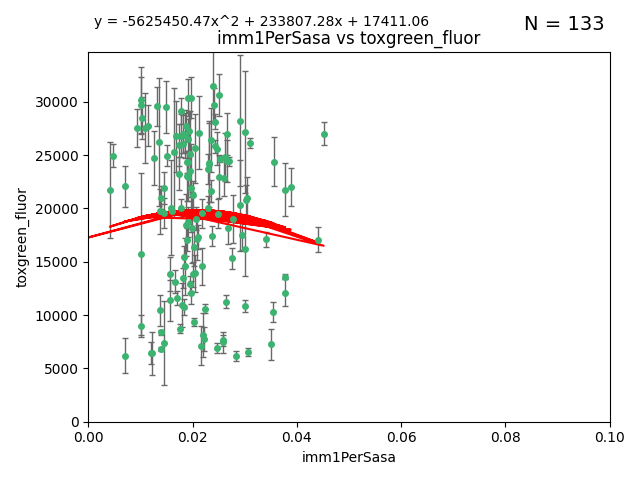 y = -5625450.47x^2 + 233807.28x + 17411.06
N = 133
imm1PerSasa vs toxgreen_fluor
30000
25000
20000
15000
10000
5000
0
toxgreen_fluor
0.00 0.02 0.04 0.06 0.08 0.10
imm1PerSasa